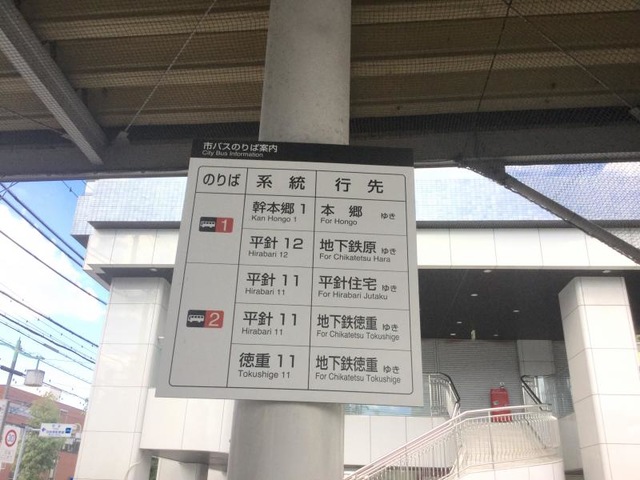 市バスのりば案内
City Bus Information
のりば 系統 行先
1 幹本郷 1 本郷 ゆき
Kan Hongo 1 For Hongo
平針 12 地下鉄原 ゆき
Hirabari 12 For Chikatetsu Hara
平針 11 平針住宅 ゆき
Hirabari 11 For Hirabari Jutaku
2 平針 11 地下鉄徳重 ゆき
Hirabari 11 For Chikatetsu Tokushige
徳重 11 地下鉄徳重 ゆき
Tokushige 11 For Chikatetsu Tokushige